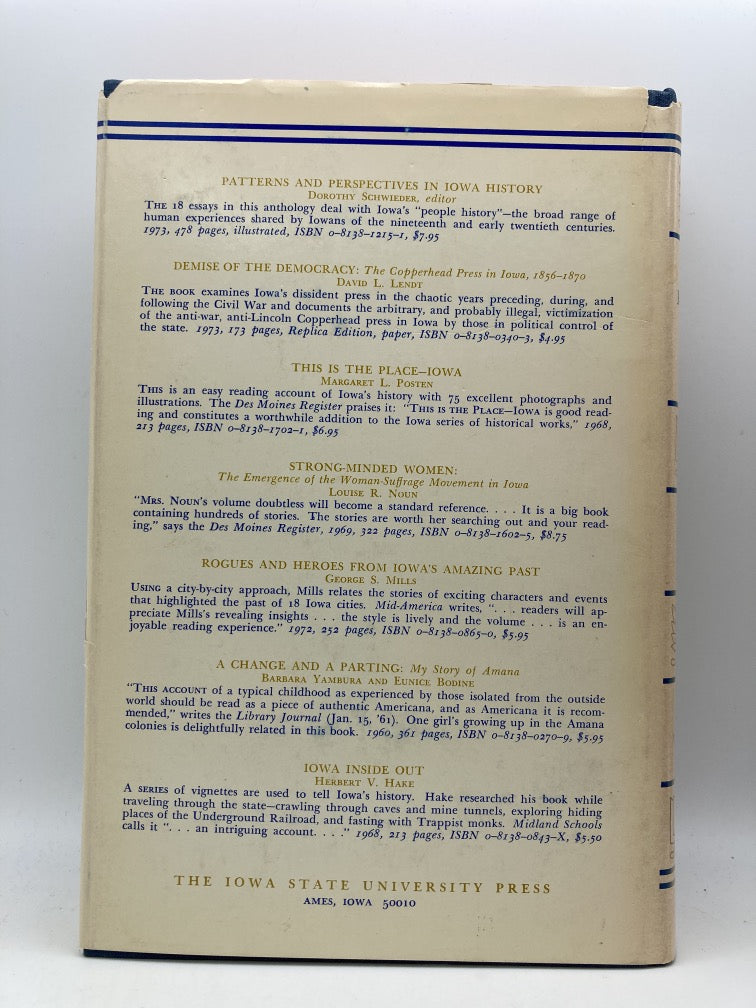 PATTERNS AND PERSPECTIVES IN IOWA HISTORY
DOROTHY SCHWIEDER, editor
THE 18 essays in this anthology deal with Iowa's "people history"—the broad range of
human experiences shared by Iowans of the nineteenth and early twentieth centuries.
1973, 478 pages, illustrated, ISBN 0-8138-1215-1, $7.95
DEMISE OF THE DEMOCRACY: The Copperhead Press in Iowa, 1856-1870
DAVID L. LENDT
THE BOOK examines Iowa's dissident press in the chaotic years preceding, during, and
following the Civil War and documents the arbitrary, and probably illegal, victimization
of the anti-war, anti-Lincoln Copperhead press in Iowa by those in political control of
the state. 1973, 173 pages, Replica Edition, paper, ISBN 0-8138-0340-3, $4.95
THIS IS THE PLACE—IOWA
MARGARET L. POSTEN
THIS is an easy reading account of Iowa's history with 75 excellent photographs and
illustrations. The Des Moines Register praises it: "THIS IS THE PLACE—IOWA is good read-
ing and constitutes a worthwhile addition to the Iowa series of historical works," 1968,
213 pages, ISBN 0-8138-1702-1, $6.95
STRONG-MINDED WOMEN:
The Emergence of the Woman-Suffrage Movement in Iowa
LOUISE R. NOUN
"MRS. NOUN'S volume doubtless will become a standard reference. . . . It is a big book
containing hundreds of stories. The stories are worth her searching out and your read-
ing," says the Des Moines Register, 1969, 322 pages, ISBN 0-8138-1602-5, $8.75
ROGUES AND HEROES FROM IOWA'S AMAZING PAST
GEORGE S. MILLS
USING a city-by-city approach, Mills relates the stories of exciting characters and events
that highlighted the past of 18 Iowa cities. Mid-America writes, ". . . readers will ap-
preciate Mills's revealing insights . . . the style is lively and the volume . . . is an en-
joyable reading experience." 1972, 252 pages, ISBN 0-8138-0865-0, $5.95
A CHANGE AND A PARTING: My Story of Amana
BARBARA YAMBURA AND EUNICE BODINE
"THIS ACCOUNT of a typical childhood as experienced by those isolated from the outside
world should be read as a piece of authentic Americana, and as Americana it is recom-
mended," writes the Library Journal (Jan. 15, '61). One girl's growing up in the Amana
colonies is delightfully related in this book. 1960, 361 pages, ISBN 0-8138-0270-9, $5.95
IOWA INSIDE OUT
HERBERT V. HAKE
A SERIES of vignettes are used to tell Iowa's history. Hake researched his book while
traveling through the state—crawling through caves and mine tunnels, exploring hiding
places of the Underground Railroad, and fasting with Trappist monks. Midland Schools
calls it ". . . an intriguing account. . . ." 1968, 213 pages, ISBN 0-8138-0843-X, $5.50
THE IOWA STATE UNIVERSITY PRESS
AMES, IOWA 50010